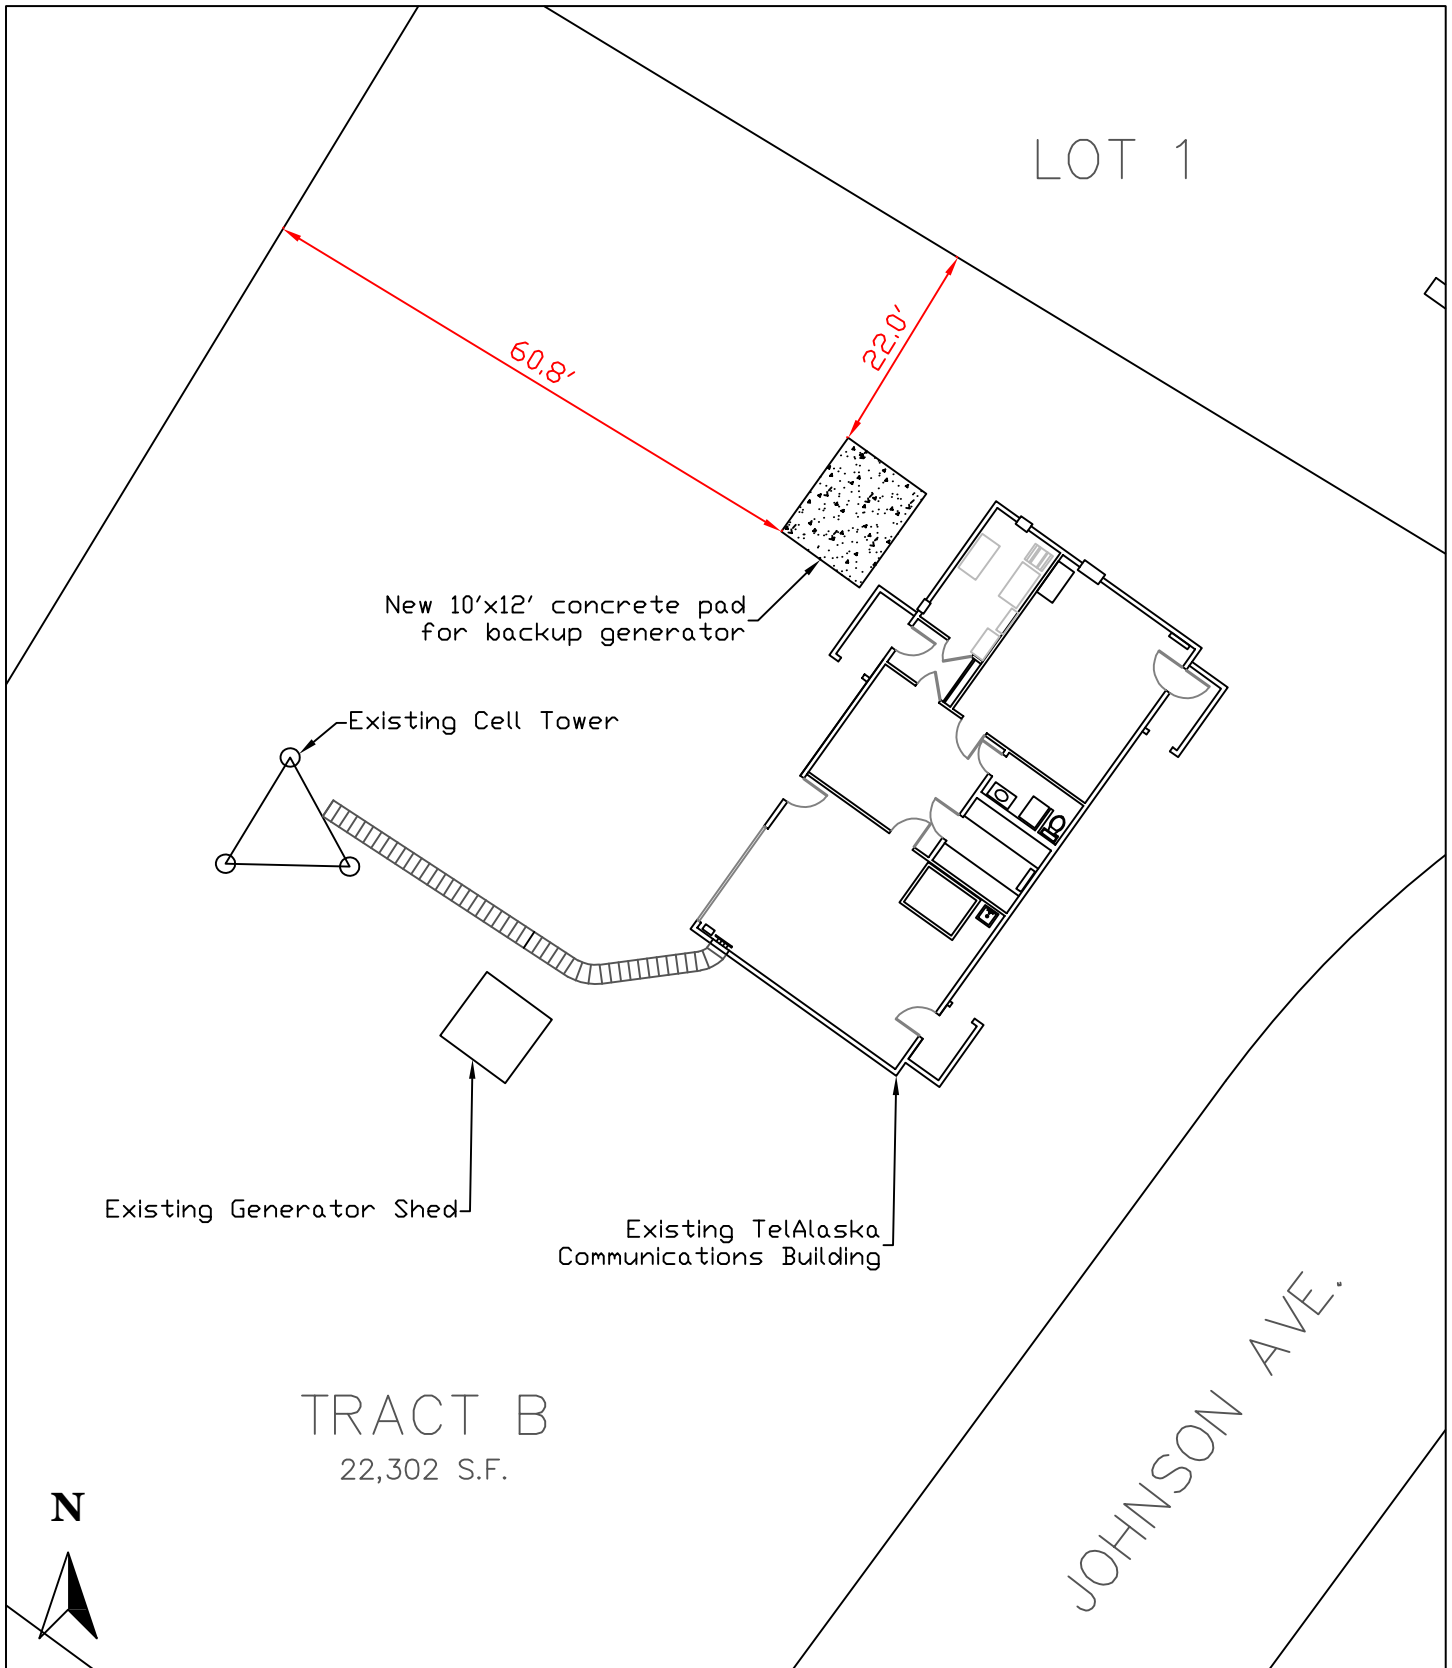 LOT 1
60.8'
22.0'
New 10'x12' concrete pad
for backup generator
Existing Cell Tower
Existing Generator Shed
Existing TelAlaska
Communications Building
TRACT B
22,302 S.F.
JOHNSON AVE.
N